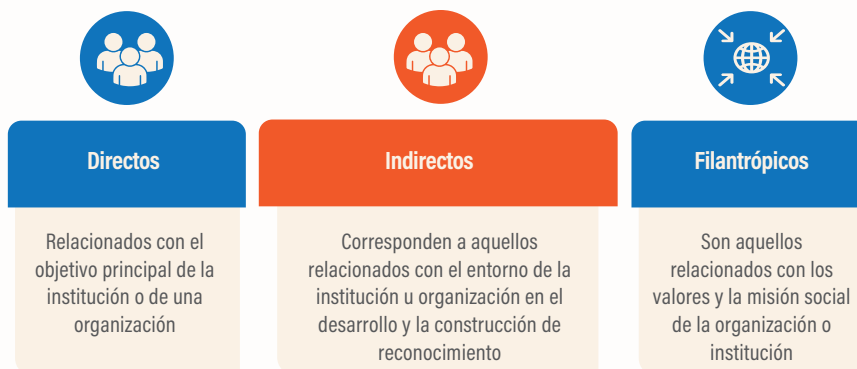 Directos
Relacionados con el
objetivo principal de la
institución o de una
organización
Indirectos
Corresponden a aquellos
relacionados con el entorno de la
institución u organización en el
desarrollo y la construcción de
reconocimiento
Filantrópicos
Son aquellos
relacionados con los
valores y la misión social
de la organización o
institución